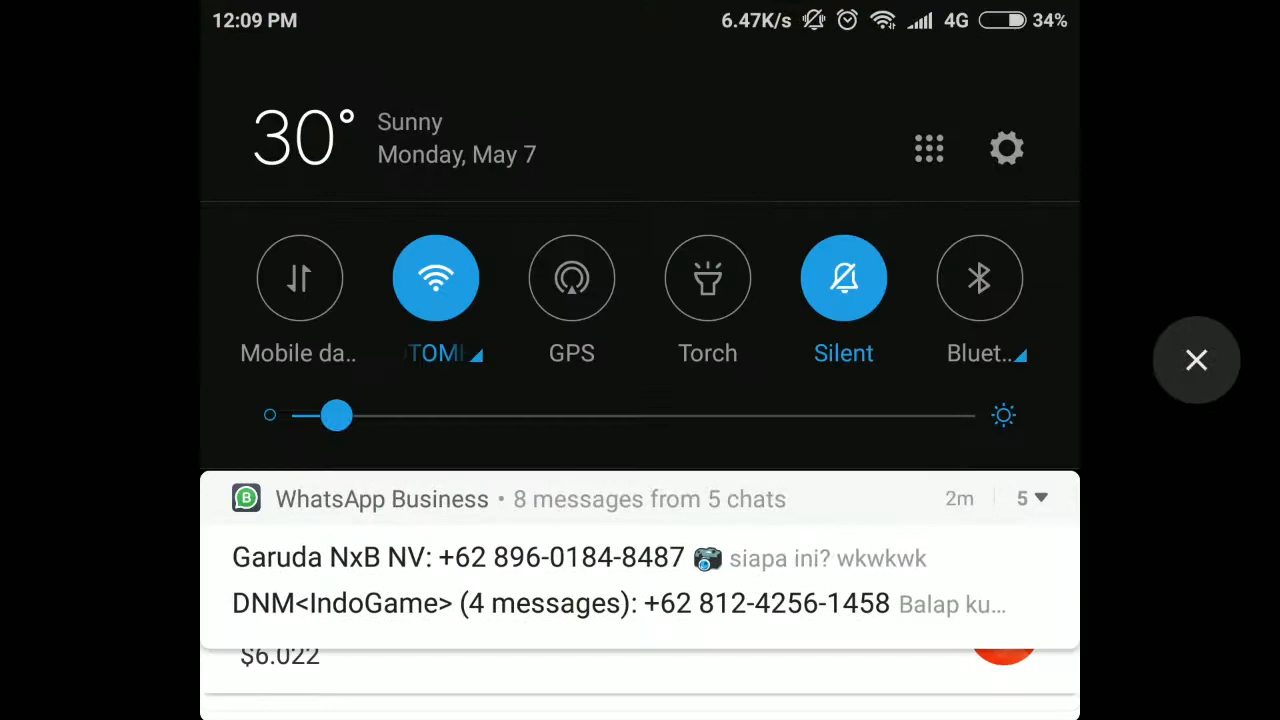 12:09 PM
6.47K/s 4G 34%
30°
Sunny
Monday, May 7
Mobile da..
TOMI
GPS
Torch
Silent
Bluet..
WhatsApp Business • 8 messages from 5 chats 2m 5
Garuda NxB NV: +62 896-0184-8487 📷 siapa ini? wkwkwk
DNM<IndoGame> (4 messages): +62 812-4256-1458 Balap ku...
$6.022